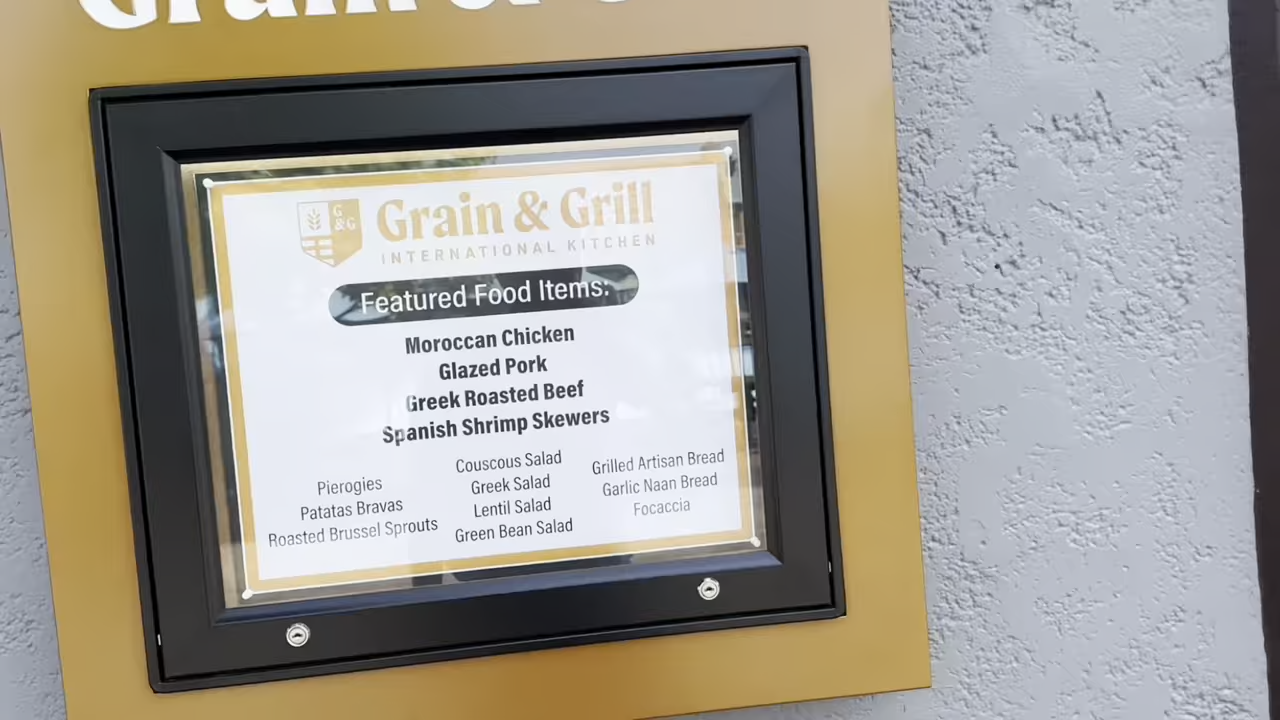 Grain & G
G
&G
Grain & Grill
INTERNATIONAL KITCHEN
Featured Food Items:
Moroccan Chicken
Glazed Pork
Greek Roasted Beef
Spanish Shrimp Skewers
Pierogies
Patatas Bravas
Roasted Brussel Sprouts
Couscous Salad
Greek Salad
Lentil Salad
Green Bean Salad
Grilled Artisan Bread
Garlic Naan Bread
Focaccia